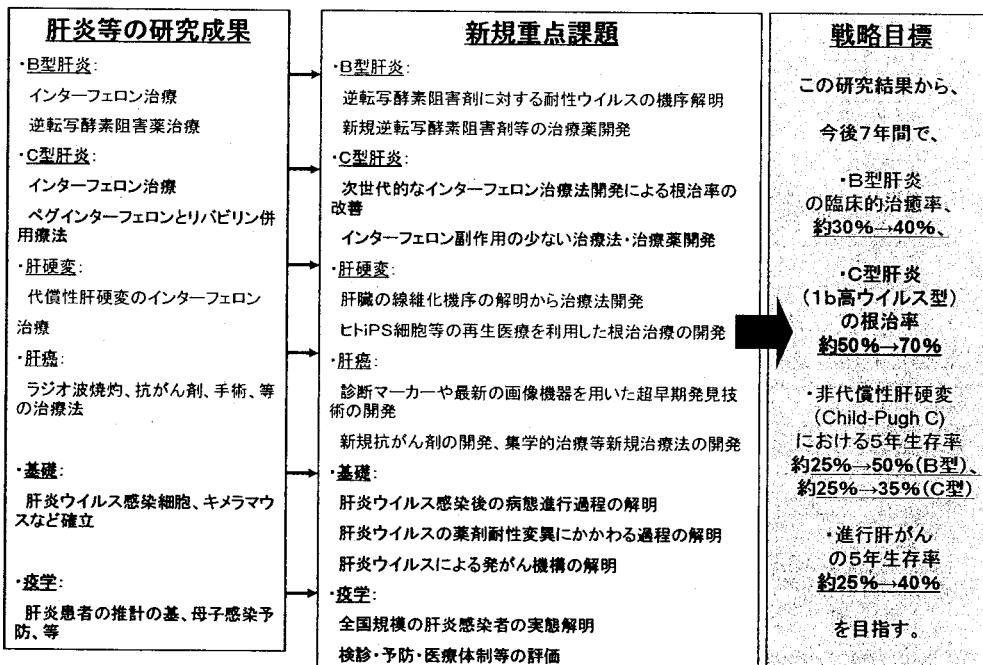 肝炎等の研究成果
・B型肝炎:
インターフェロン治療
逆転写酵素阻害薬治療
・C型肝炎:
インターフェロン治療
ペグインターフェロンとリバビリン併
用療法
・肝硬変:
代償性肝硬変のインターフェロン
治療
・肝癌:
ラジオ波焼灼、抗がん剤、手術、等
の治療法
・基礎:
肝炎ウイルス感染細胞、キメラマウ
スなど確立
・疫学:
肝炎患者の推計の基、母子感染予
防、等
新規重点課題
・B型肝炎:
逆転写酵素阻害剤に対する耐性ウイルスの機序解明
新規逆転写酵素阻害剤等の治療薬開発
・C型肝炎:
次世代的なインターフェロン治療法開発による根治率の
改善
インターフェロン副作用の少ない治療法・治療薬開発
・肝硬変:
肝臓の線維化機序の解明から治療法開発
ヒトiPS細胞等の再生医療を利用した根治治療の開発
・肝癌:
診断マーカーや最新の画像機器を用いた超早期発見技
術の開発
新規抗がん剤の開発、集学的治療等新規治療法の開発
・基礎:
肝炎ウイルス感染後の病態進行過程の解明
肝炎ウイルスの薬剤耐性変異にかかわる過程の解明
肝炎ウイルスによる発がん機構の解明
・疫学:
全国規模の肝炎感染者の実態解明
検診・予防・医療体制等の評価
戦略目標
この研究結果から、
今後7年間で、
・B型肝炎
の臨床的治癒率、
約30%→40%、
・C型肝炎
(1b高ウイルス型)
の根治率
約50%→70%
・非代償性肝硬変
(Child-Pugh C)
における5年生存率
約25%→50%(B型)、
約25%→35%(C型)
・進行肝がん
の5年生存率
約25%→40%
を目指す。